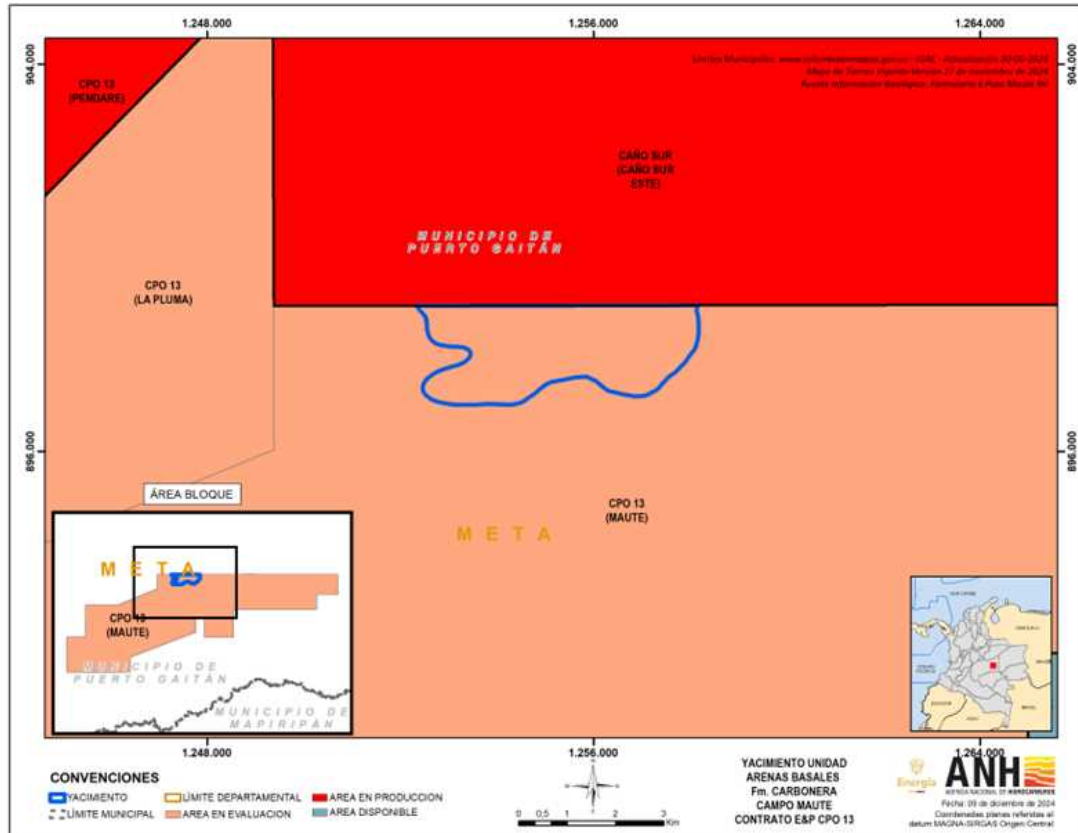 1.248.000
1.256.000
1.264.000
904.000
904.000
CPO 13
(PENDARE)
CAÑO SUR
(CAÑO SUR
ESTE)
MUNICIPIO DE
PUERTO GAITÁN
CPO 13
(LA PLUMA)
896.000
896.000
ÁREA BLOQUE
CPO 13
(MAUTE)
META
META
CPO 13
(MAUTE)
MUNICIPIO DE
PUERTO GAITÁN
MUNICIPIO DE
MAPIRIPÁN
1.248.000
1.256.000
1.264.000
CONVENCIONES
YACIMIENTO
LÍMITE DEPARTAMENTAL
AREA EN PRODUCCION
LÍMITE MUNICIPAL
AREA EN EVALUACION
AREA DISPONIBLE
0 0,5 1 2 3
Km
YACIMIENTO UNIDAD
ARENAS BASALES
Fm. CARBONERA
CAMPO MAUTE
CONTRATO E&P CPO 13
Energía
ANH
AGENCIA NACIONAL DE HIDROCARBUROS
Fecha: 09 de diciembre de 2024
Coordenadas planas referidas al
datum MAGNA-SIRGAS Origen Central